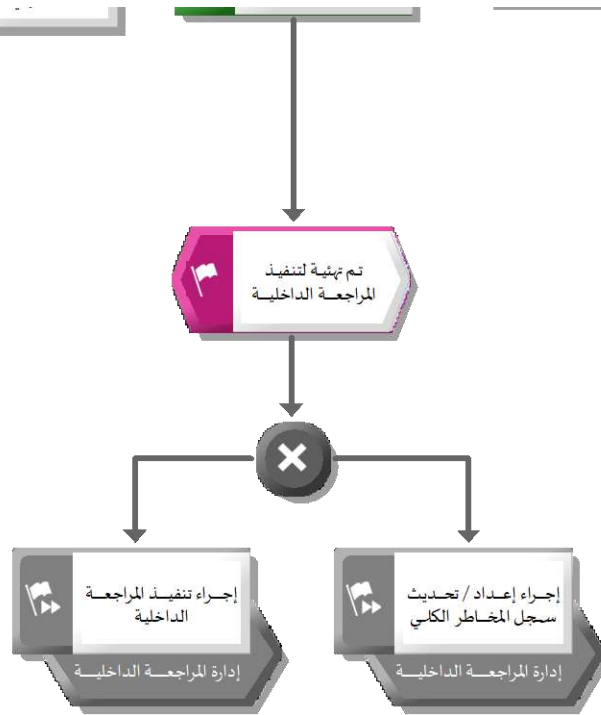 تم تهئية لتنفيذ
المراجعة الداخلية
إجراء إعداد / تحديث
سجل المخاطر الكلي
إدارة المراجعة الداخلية
إجراء تنفيذ المراجعة
الداخلية
إدارة المراجعة الداخلية